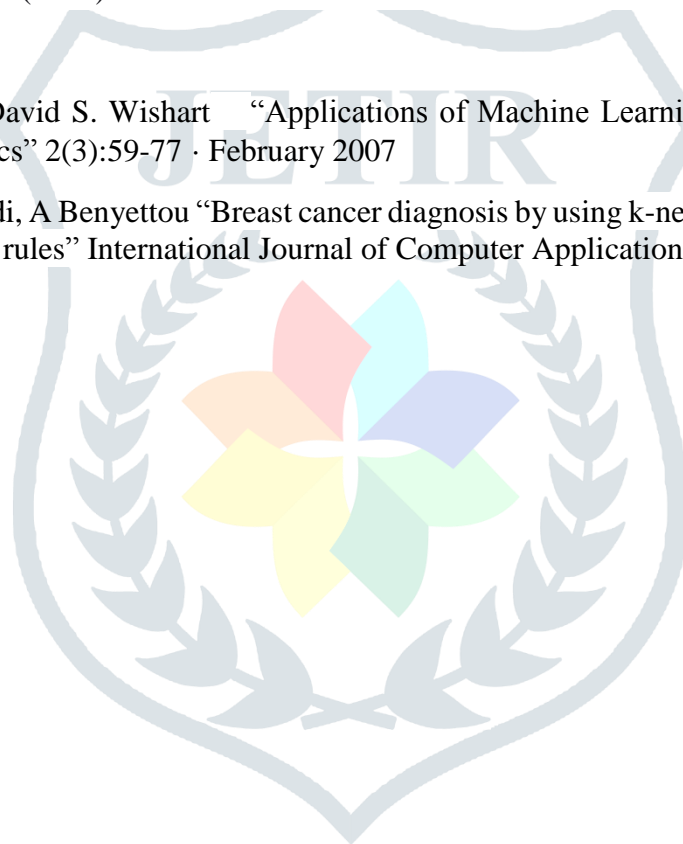 JETIR
David S. Wishart “Applications of Machine Learni
cs” 2(3):59-77 · February 2007
di, A Benyettou “Breast cancer diagnosis by using k-ne
rules” International Journal of Computer Application